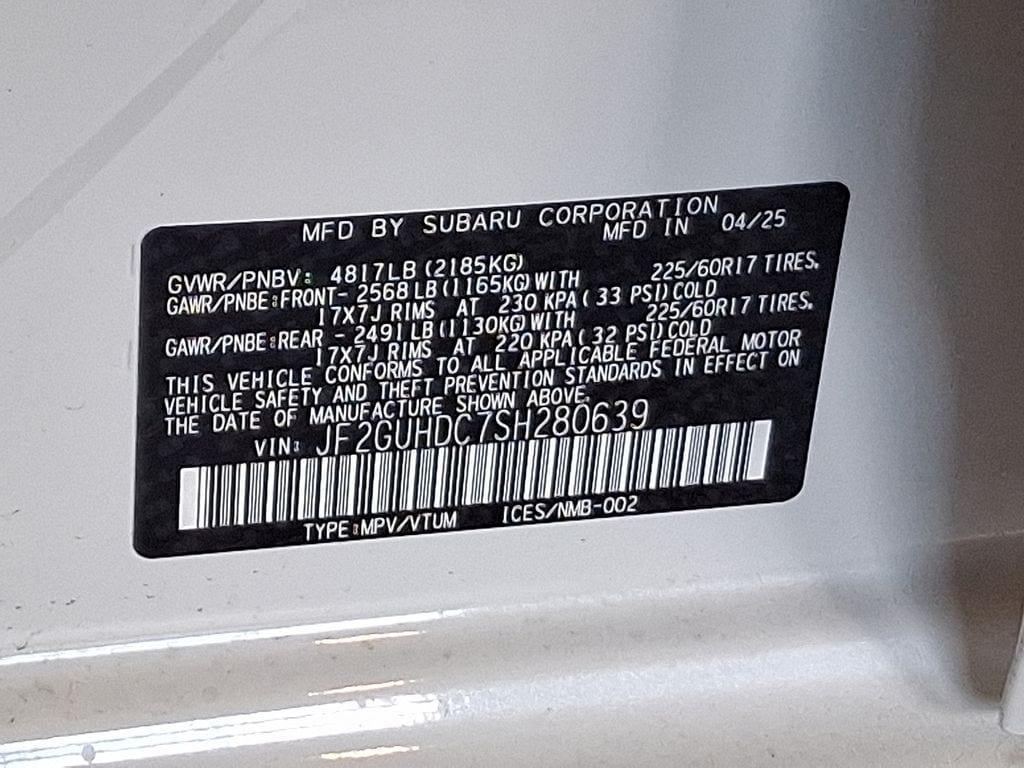 MFD BY SUBARU CORPORATION
MFD IN 04/25
GVWR/PNBV: 4817LB (2185KG)
GAWR/PNBE:FRONT- 2568 LB (1165KG) WITH 225/60R17 TIRES.
17X7J RIMS AT 230 KPA ( 33 PSI) COLD
GAWR/PNBE:REAR - 2491 LB (1130KG) WITH 225/60R17 TIRES.
17X7J RIMS AT 220 KPA ( 32 PSI) COLD
THIS VEHICLE CONFORMS TO ALL APPLICABLE FEDERAL MOTOR
VEHICLE SAFETY AND THEFT PREVENTION STANDARDS IN EFFECT ON
THE DATE OF MANUFACTURE SHOWN ABOVE.
VIN: JF2GUHDC7SH280639
TYPE:MPV/VTUM ICES/NMB-002